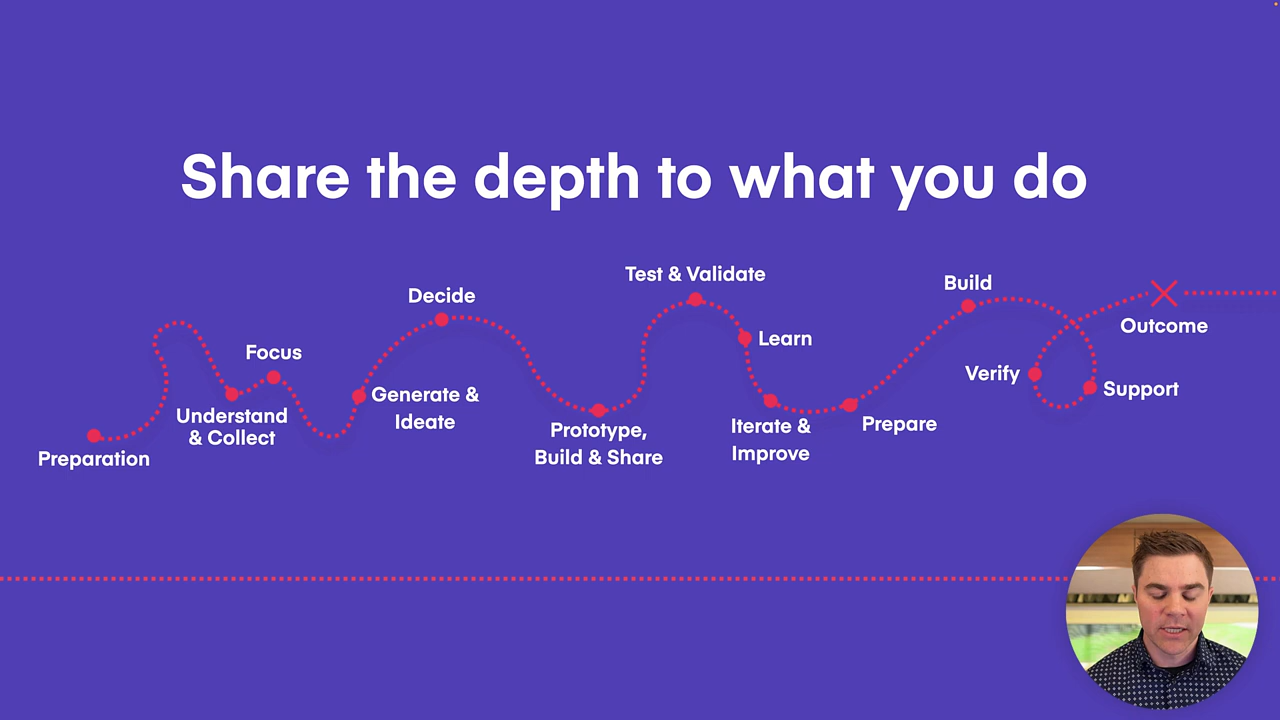 Share the depth to what you do
Preparation
Understand
& Collect
Focus
Generate &
Ideate
Decide
Prototype,
Build & Share
Test & Validate
Learn
Iterate &
Improve
Prepare
Build
Support
Verify
Outcome